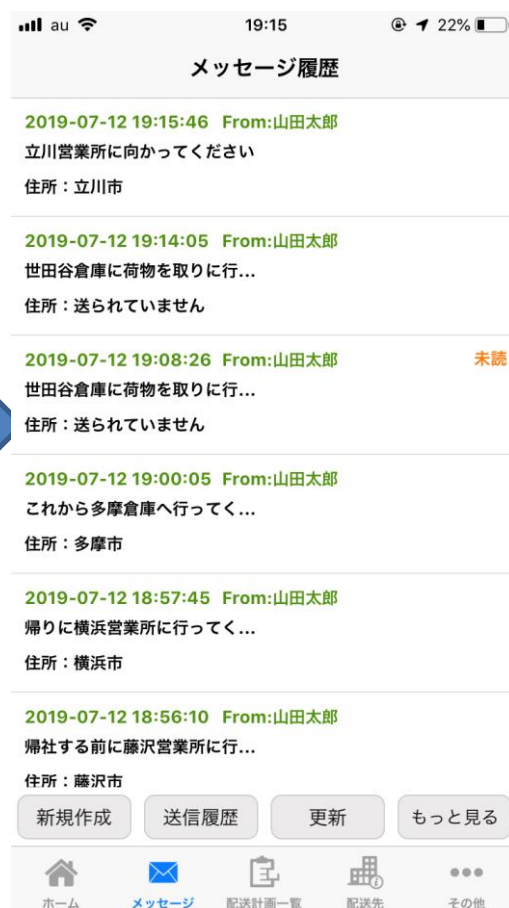 au 19:15 22%
メッセージ履歴
2019-07-12 19:15:46 From:山田太郎
立川営業所に向かってください
住所：立川市
2019-07-12 19:14:05 From:山田太郎
世田谷倉庫に荷物を取りに行...
住所：送られていません
2019-07-12 19:08:26 From:山田太郎 未読
世田谷倉庫に荷物を取りに行...
住所：送られていません
2019-07-12 19:00:05 From:山田太郎
これから多摩倉庫へ行ってく...
住所：多摩市
2019-07-12 18:57:45 From:山田太郎
帰りに横浜営業所に行ってく...
住所：横浜市
2019-07-12 18:56:10 From:山田太郎
帰社する前に藤沢営業所に行...
住所：藤沢市
新規作成 送信履歴 更新 もっと見る
ホーム メッセージ 配送計画一覧 配送先 その他